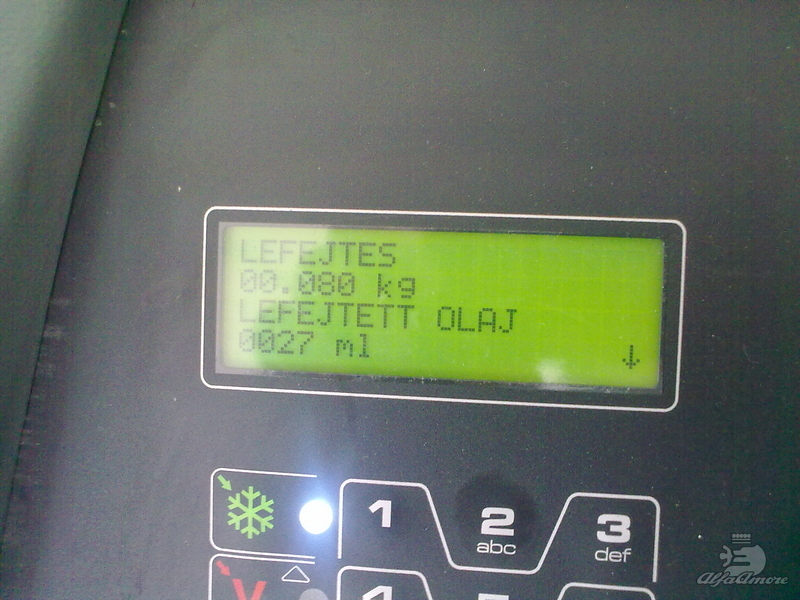 LEFEJTES
00.080 kg
LEFEJTETT OLAJ
0027 ml
1
2
3
abc
def
V
AlfaAmore